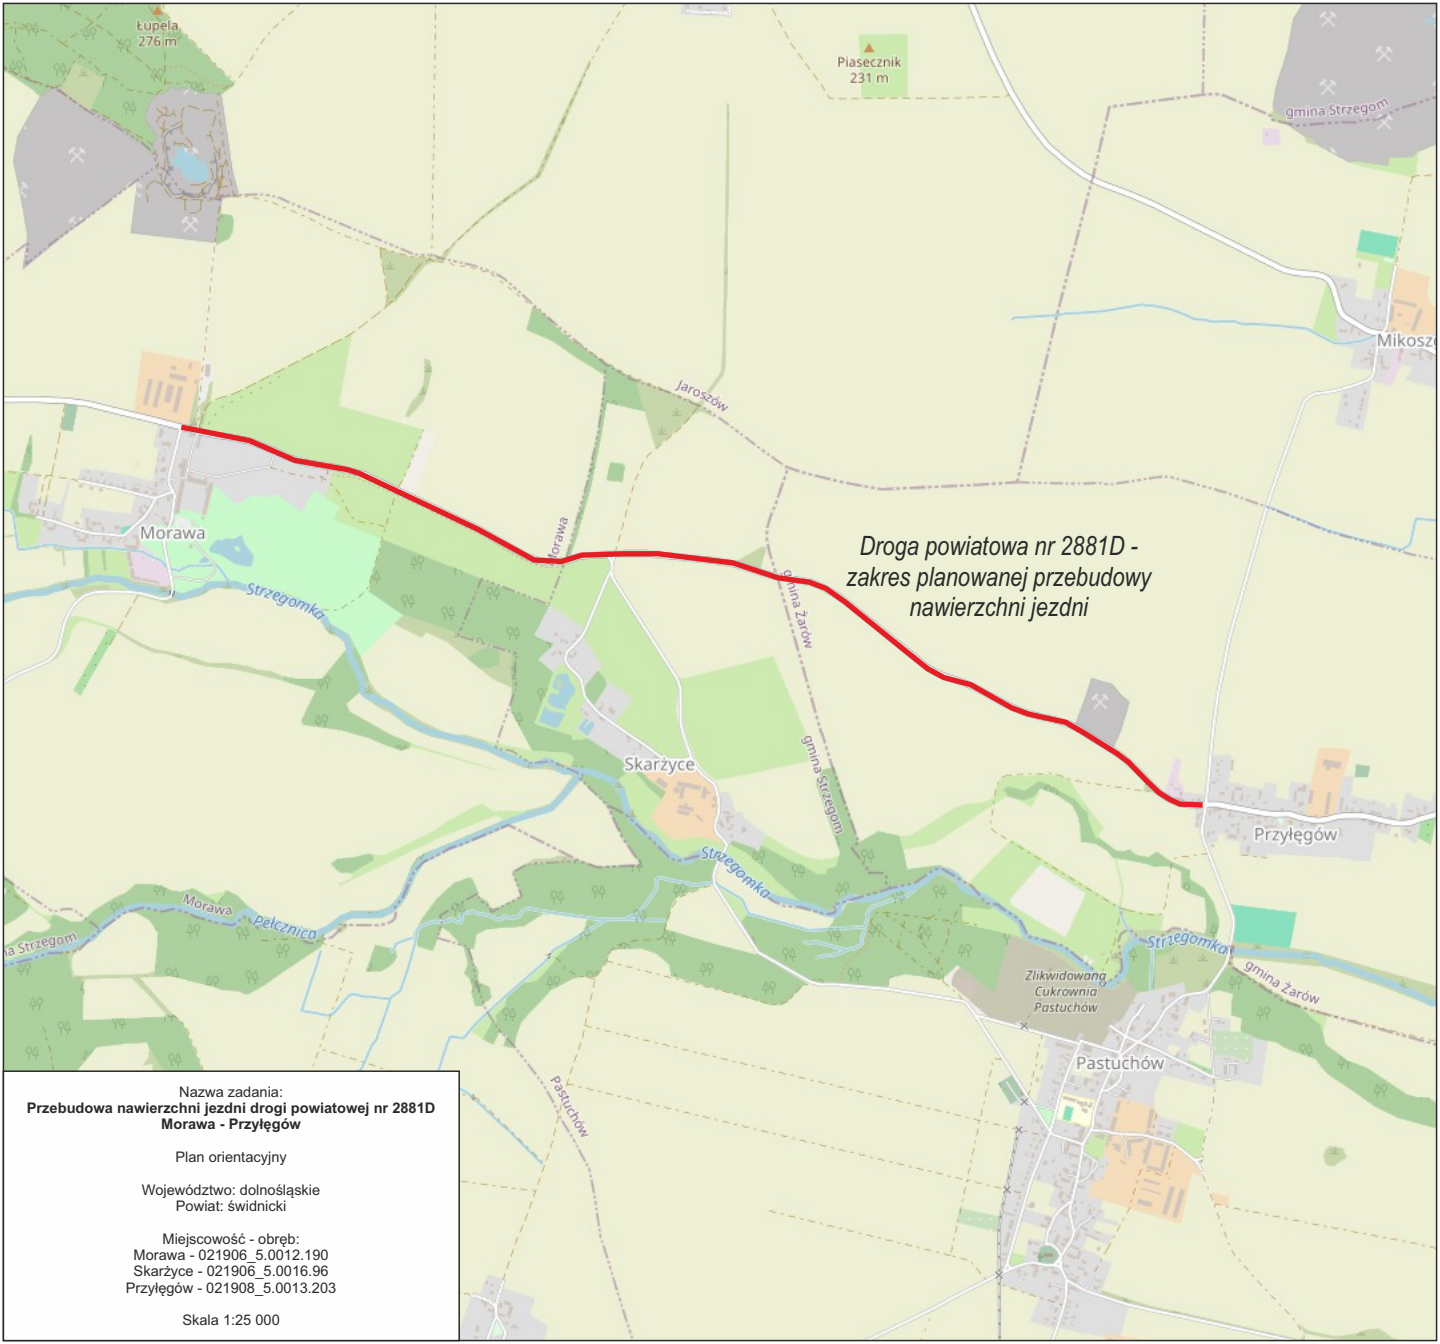 Łupela
276 m
Piasecznik
231 m
gmina Strzegom
Mikosz
Jaroszów
Morawa
Morawa
Strzegomka
gmina Żarów
Droga powiatowa nr 2881D -
zakres planowanej przebudowy
nawierzchni jezdni
Skarżyce
gmina Strzegom
Przyłęgów
Strzegomka
Morawa
Pełcznica
na Strzegom
Strzegomka
gmina Żarów
Zlikwidowana
Cukrownia
Pastuchów
Pastuchów
Pastuchów
Nazwa zadania:
Przebudowa nawierzchni jezdni drogi powiatowej nr 2881D
Morawa - Przyłęgów
Plan orientacyjny
Województwo: dolnośląskie
Powiat: świdnicki
Miejscowość - obręb:
Morawa - 021906_5.0012.190
Skarżyce - 021906_5.0016.96
Przyłęgów - 021908_5.0013.203
Skala 1:25 000